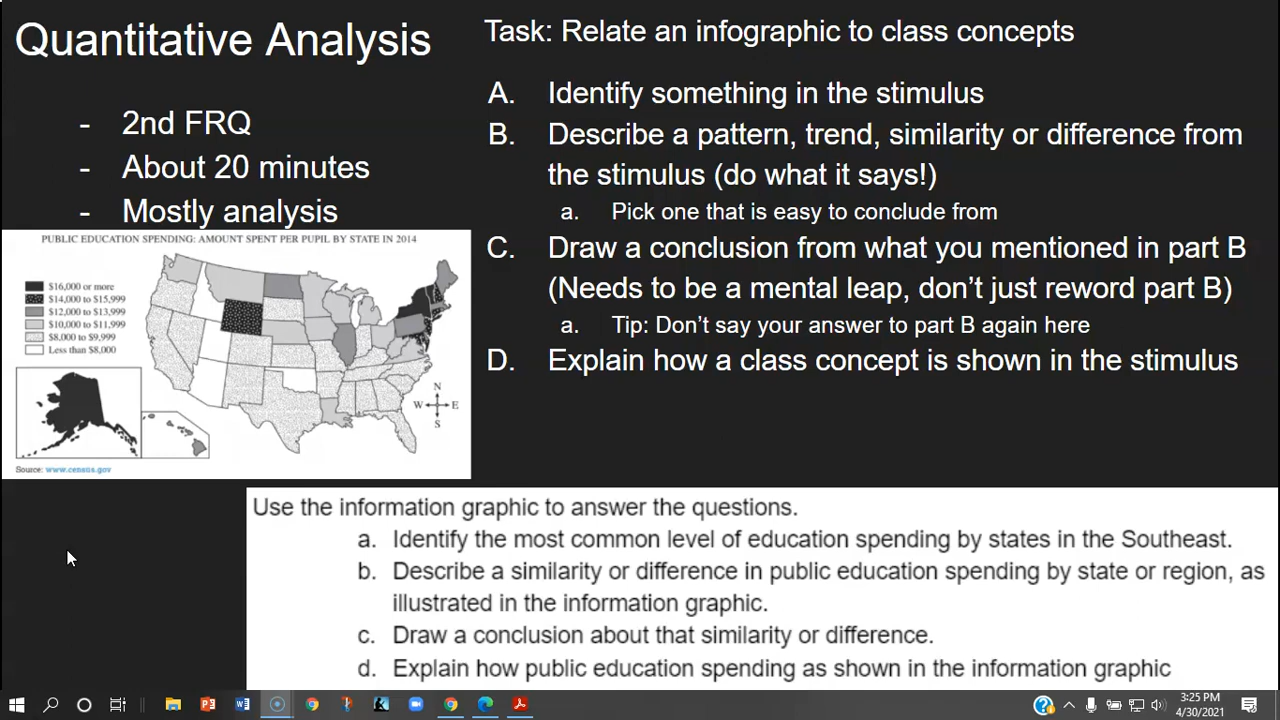 Quantitative Analysis
- 2nd FRQ
- About 20 minutes
- Mostly analysis
Task: Relate an infographic to class concepts
A. Identify something in the stimulus
B. Describe a pattern, trend, similarity or difference from
the stimulus (do what it says!)
a. Pick one that is easy to conclude from
C. Draw a conclusion from what you mentioned in part B
(Needs to be a mental leap, don't just reword part B)
a. Tip: Don't say your answer to part B again here
D. Explain how a class concept is shown in the stimulus
PUBLIC EDUCATION SPENDING: AMOUNT SPENT PER PUPIL BY STATE IN 2014
$16,000 or more
$14,000 to $15,999
$12,000 to $13,999
$10,000 to $11,999
$8,000 to $9,999
Less than $8,000
N
W E
S
Source: www.census.gov
Use the information graphic to answer the questions.
a. Identify the most common level of education spending by states in the Southeast.
b. Describe a similarity or difference in public education spending by state or region, as
illustrated in the information graphic.
c. Draw a conclusion about that similarity or difference.
d. Explain how public education spending as shown in the information graphic
3:25 PM
4/30/2021